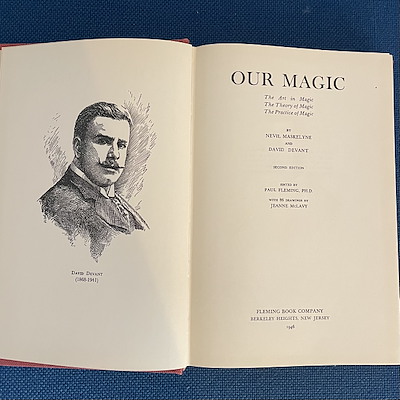 David Devant
(1868-1941)
OUR MAGIC
The Art in Magic
The Theory of Magic
The Practice of Magic
BY
NEVIL MASKELYNE
AND
DAVID DEVANT
SECOND EDITION
EDITED BY
PAUL FLEMING, PH.D
WITH 86 DRAWINGS BY
JEANNE McLAVY
FLEMING BOOK COMPANY
BERKELEY HEIGHTS, NEW JERSEY
1946